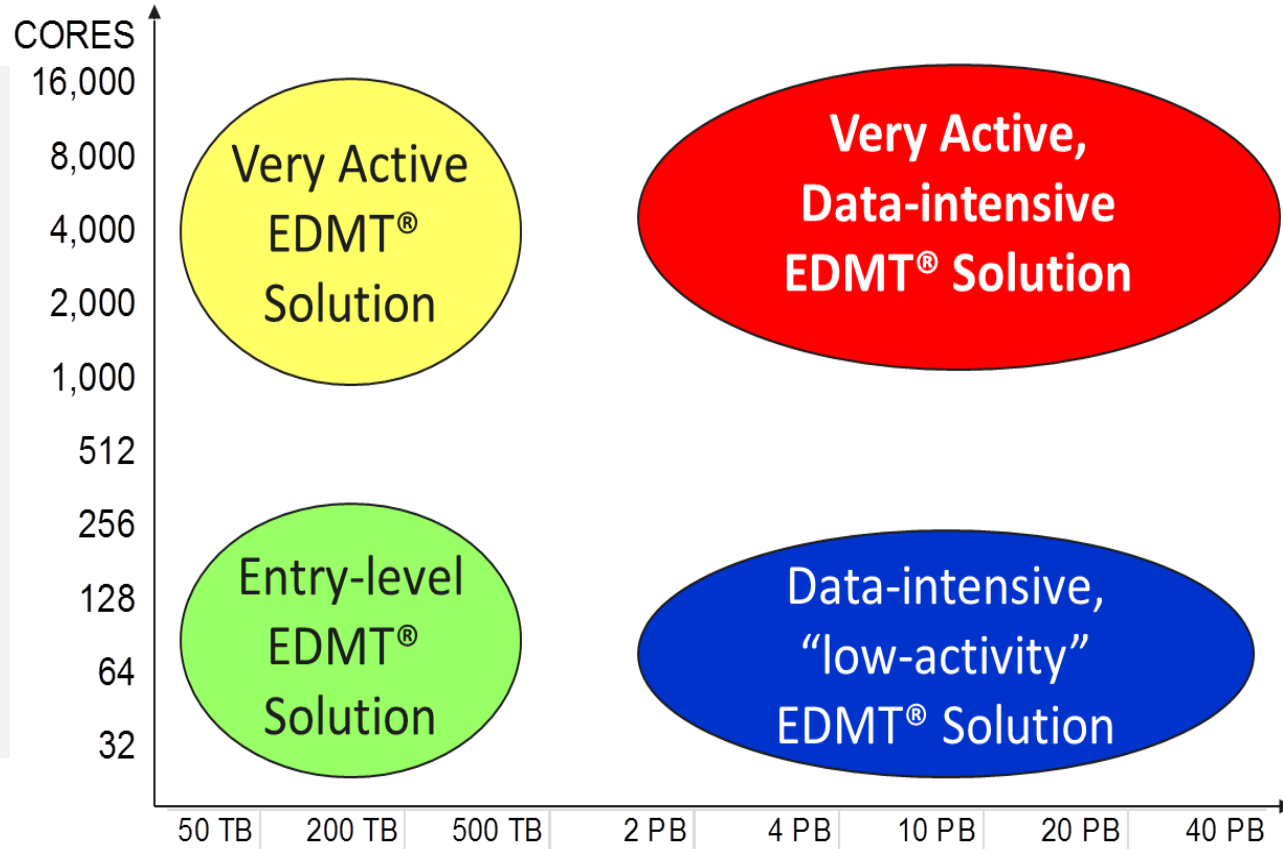 CORES
16,000
8,000
4,000
2,000
1,000
512
256
128
64
32
Very Active
EDMT®
Solution
Very Active,
Data-intensive
EDMT® Solution
Entry-level
EDMT®
Solution
Data-intensive,
“low-activity”
EDMT® Solution
50 TB 200 TB 500 TB 2 PB 4 PB 10 PB 20 PB 40 PB